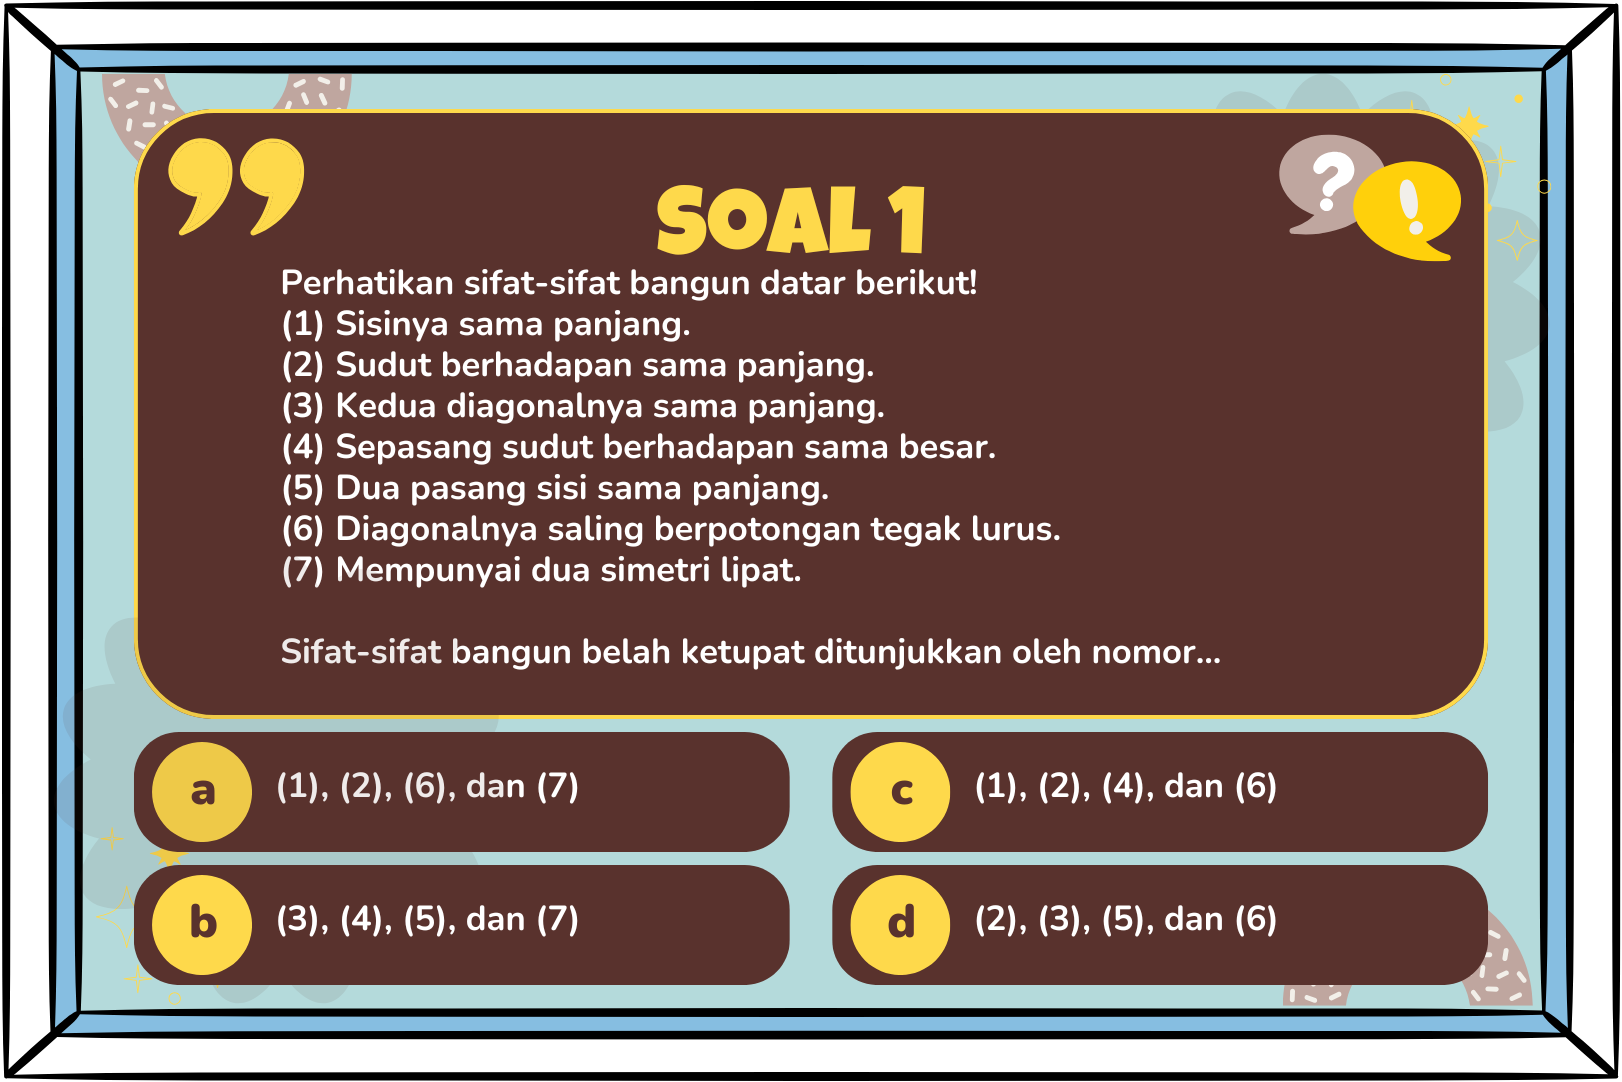 SOAL 1
Perhatikan sifat-sifat bangun datar berikut!
(1) Sisinya sama panjang.
(2) Sudut berhadapan sama panjang.
(3) Kedua diagonalnya sama panjang.
(4) Sepasang sudut berhadapan sama besar.
(5) Dua pasang sisi sama panjang.
(6) Diagonalnya saling berpotongan tegak lurus.
(7) Mempunyai dua simetri lipat.
Sifat-sifat bangun belah ketupat ditunjukkan oleh nomor...
a (1), (2), (6), dan (7)
b (3), (4), (5), dan (7)
c (1), (2), (4), dan (6)
d (2), (3), (5), dan (6)